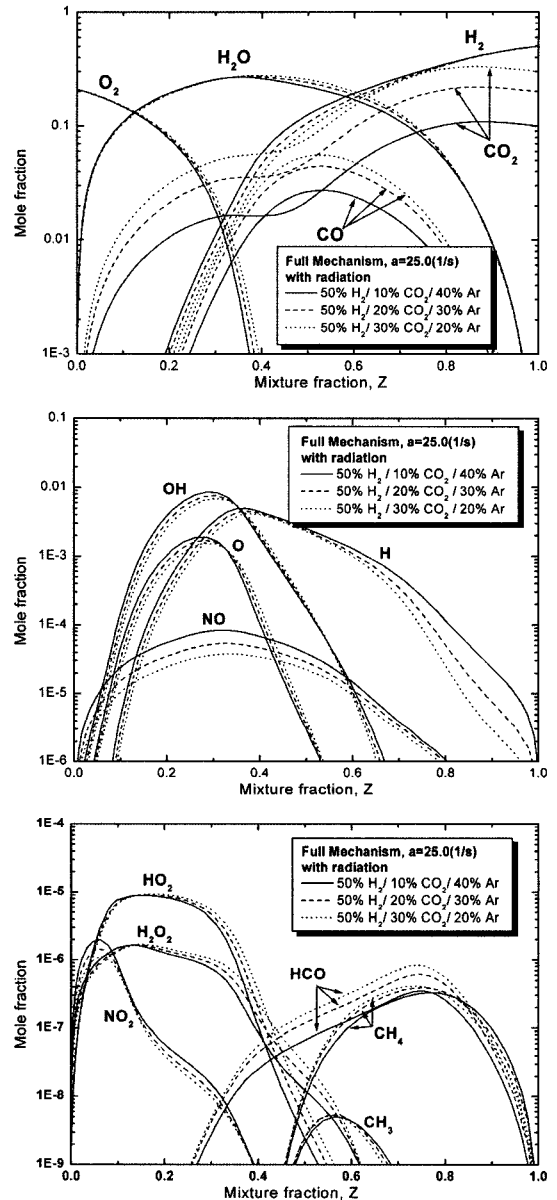 1
0.1
0.01
1E-3
0.0 0.2 0.4 0.6 0.8 1.0
Mole fraction
Mixture fraction, Z
O₂
H₂O
H₂
CO₂
CO
Full Mechanism, a=25.0(1/s)
with radiation
50% H₂/ 10% CO₂/ 40% Ar
50% H₂/ 20% CO₂/ 30% Ar
50% H₂/ 30% CO₂/ 20% Ar
0.1
0.01
1E-3
1E-4
1E-5
1E-6
0.0 0.2 0.4 0.6 0.8 1.0
Mole fraction
Mixture fraction, Z
OH
O
H
NO
Full Mechanism, a=25.0(1/s)
with radiation
50% H₂ / 10% CO₂ / 40% Ar
50% H₂ / 20% CO₂ / 30% Ar
50% H₂ / 30% CO₂ / 20% Ar
1E-4
1E-5
1E-6
1E-7
1E-8
1E-9
0.0 0.2 0.4 0.6 0.8 1.0
Mole fraction
Mixture fraction, Z
HO₂
H₂O₂
NO₂
HCO
CH₄
CH₃
Full Mechanism, a=25.0(1/s)
with radiation
50% H₂/ 10% CO₂/ 40% Ar
50% H₂/ 20% CO₂/ 30% Ar
50% H₂/ 30% CO₂/ 20% Ar